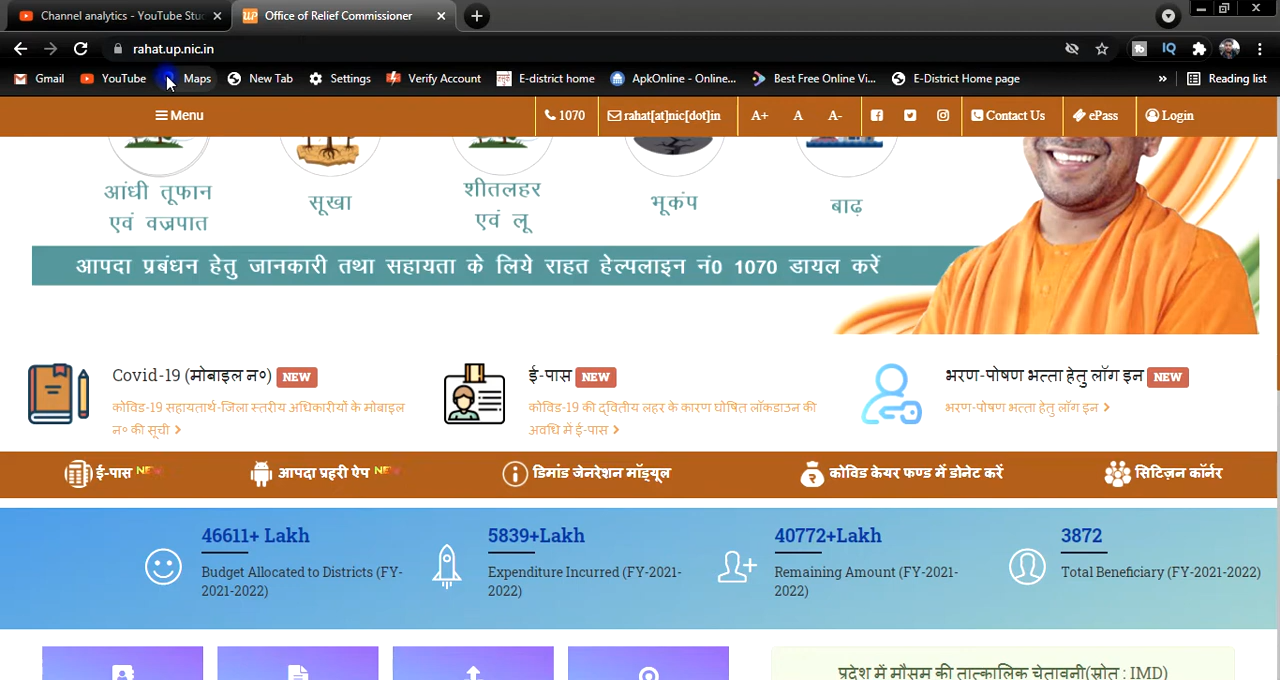 Channel analytics - YouTube Stu
Office of Relief Commissioner
rahat.up.nic.in
Gmail YouTube Maps New Tab Settings Verify Account E-district home ApkOnline - Online... Best Free Online Vi... E-District Home page » Reading list
Menu 1070 rahat[at]nic[dot]in A+ A A- Contact Us ePass Login
आंधी तूफान
एवं वज्रपात
सूखा
शीतलहर
एवं लू
भूकंप
बाढ़
आपदा प्रबंधन हेतु जानकारी तथा सहायता के लिये राहत हेल्पलाइन नं0 1070 डायल करें
Covid-19 (मोबाइल न०) NEW
कोविड-19 सहायतार्थ-जिला स्तरीय अधिकारीयों के मोबाइल
न० की सूची
ई-पास NEW
कोविड-19 की द्वितीय लहर के कारण घोषित लॉकडाउन की
अवधि में ई-पास
भरण-पोषण भत्ता हेतु लॉग इन NEW
भरण-पोषण भत्ता हेतु लॉग इन
ई-पास NEW आपदा प्रहरी ऐप NEW डिमांड जेनरेशन मॉड्यूल कोविड केयर फण्ड में डोनेट करें सिटिज़न कॉर्नर
46611+ Lakh
Budget Allocated to Districts (FY-
2021-2022)
5839+Lakh
Expenditure Incurred (FY-2021-
2022)
40772+Lakh
Remaining Amount (FY-2021-
2022)
3872
Total Beneficiary (FY-2021-2022)
प्रदेश में मौसम की तात्कालिक चेतावनी(स्रोत : IMD)